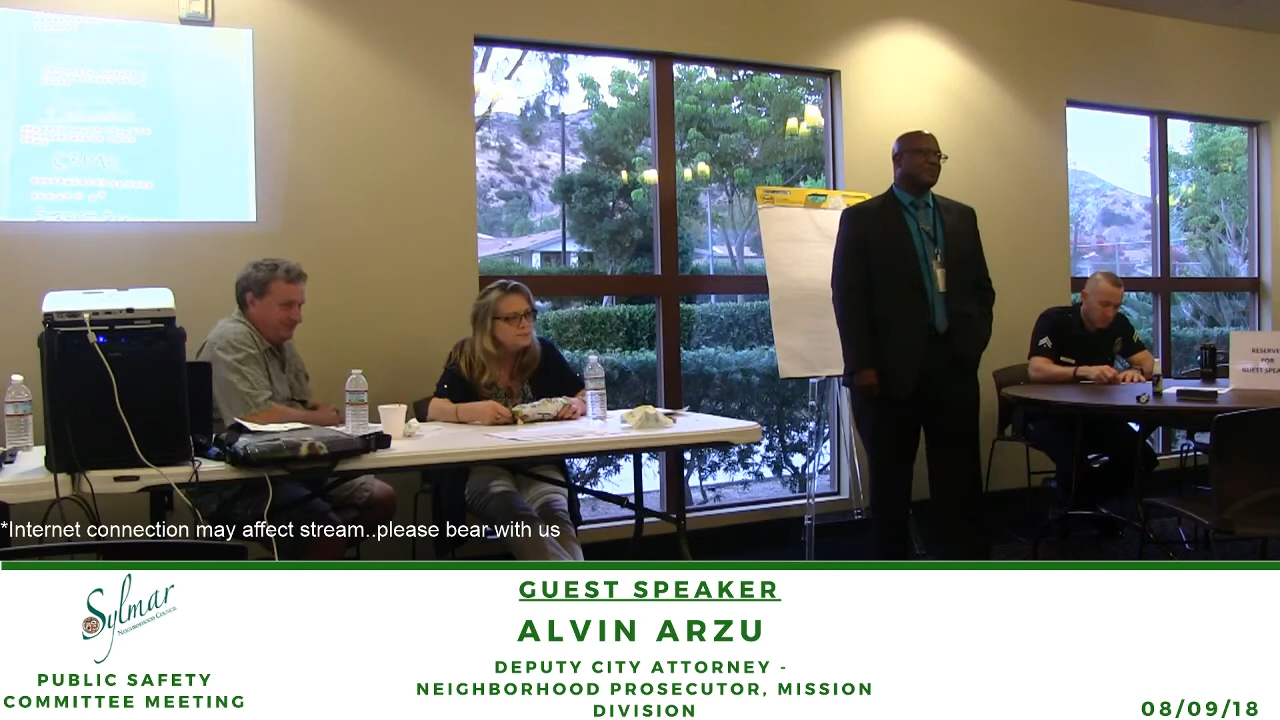 RESERVE
FOR
GUEST SPEA
*Internet connection may affect stream..please bear with us
Sylmar
NEIGHBORHOOD COUNCIL
PUBLIC SAFETY
COMMITTEE MEETING
GUEST SPEAKER
ALVIN ARZU
DEPUTY CITY ATTORNEY -
NEIGHBORHOOD PROSECUTOR, MISSION
DIVISION
08/09/18